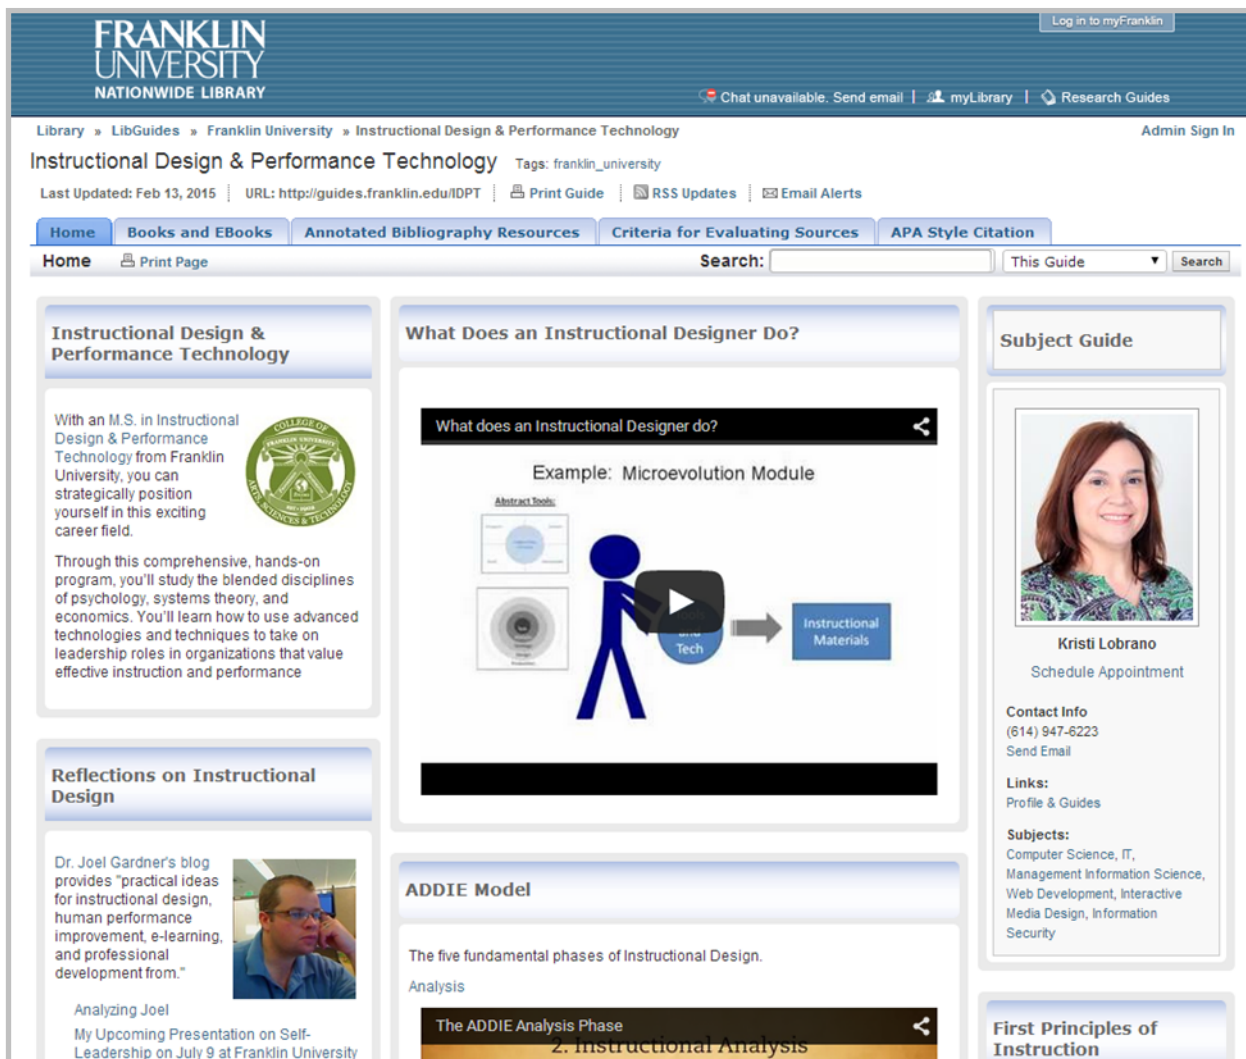 Log in to myFranklin
FRANKLIN
UNIVERSITY
NATIONWIDE LIBRARY
Chat unavailable. Send email | myLibrary | Research Guides
Library » LibGuides » Franklin University » Instructional Design & Performance Technology
Admin Sign In
Instructional Design & Performance Technology Tags: franklin_university
Last Updated: Feb 13, 2015 URL: http://guides.franklin.edu/IDPT Print Guide RSS Updates Email Alerts
Home Books and EBooks Annotated Bibliography Resources Criteria for Evaluating Sources APA Style Citation
Home Print Page Search: This Guide Search
Instructional Design &
Performance Technology
With an M.S. in Instructional
Design & Performance
Technology from Franklin
University, you can
strategically position
yourself in this exciting
career field.
COLLEGE OF
FRANKLIN UNIVERSITY
ARTS, SCIENCES & TECHNOLOGY
Through this comprehensive, hands-on
program, you'll study the blended disciplines
of psychology, systems theory, and
economics. You'll learn how to use advanced
technologies and techniques to take on
leadership roles in organizations that value
effective instruction and performance
Reflections on Instructional
Design
Dr. Joel Gardner's blog
provides "practical ideas
for instructional design,
human performance
improvement, e-learning,
and professional
development from."
Analyzing Joel
My Upcoming Presentation on Self-
Leadership on July 9 at Franklin University
What Does an Instructional Designer Do?
What does an Instructional Designer do?
Example: Microevolution Module
Abstract Tools:
and
Tech
Instructional
Materials
ADDIE Model
The five fundamental phases of Instructional Design.
Analysis
The ADDIE Analysis Phase
2. Instructional Analysis
Subject Guide
Kristi Lobrano
Schedule Appointment
Contact Info
(614) 947-6223
Send Email
Links:
Profile & Guides
Subjects:
Computer Science, IT,
Management Information Science,
Web Development, Interactive
Media Design, Information
Security
First Principles of
Instruction